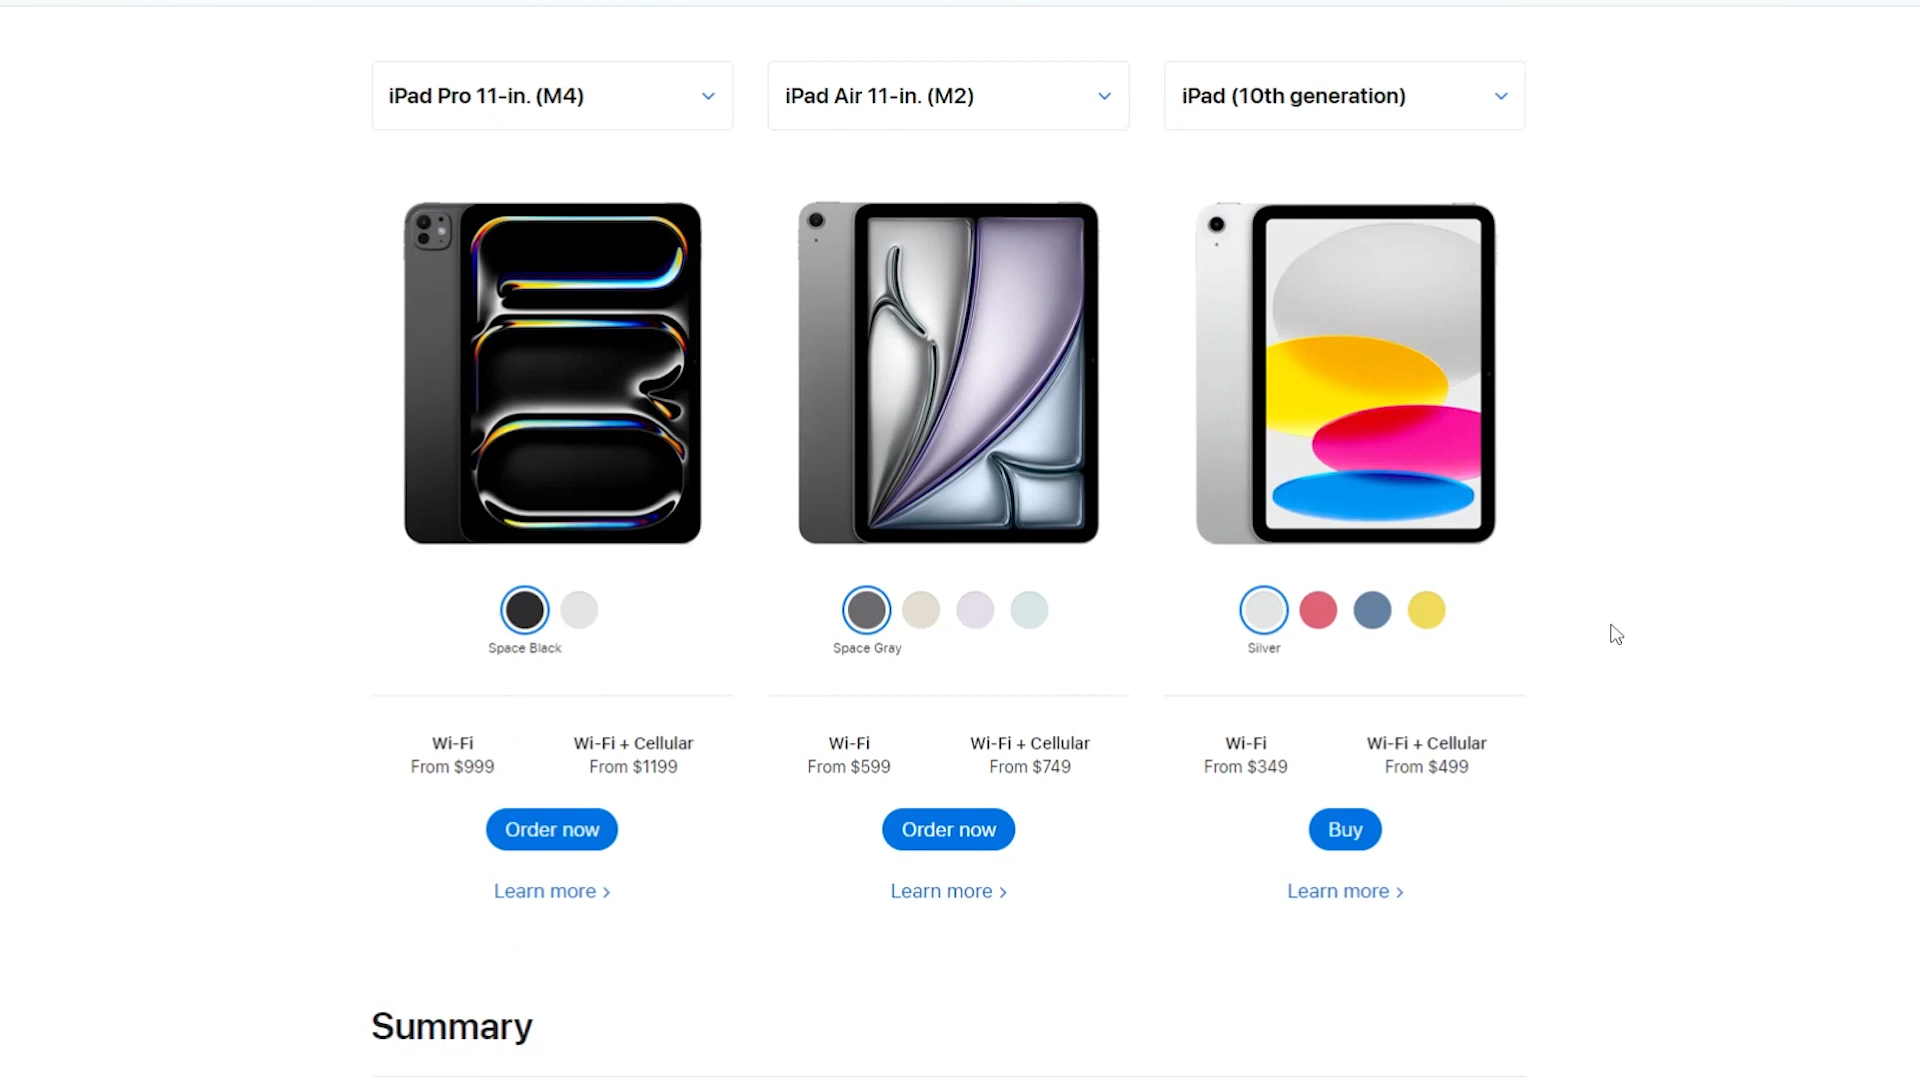 iPad Pro 11-in. (M4)
iPad Air 11-in. (M2)
iPad (10th generation)
Space Black
Space Gray
Silver
Wi-Fi
From $999
Wi-Fi + Cellular
From $1199
Wi-Fi
From $599
Wi-Fi + Cellular
From $749
Wi-Fi
From $349
Wi-Fi + Cellular
From $499
Order now
Order now
Buy
Learn more >
Learn more >
Learn more >
Summary